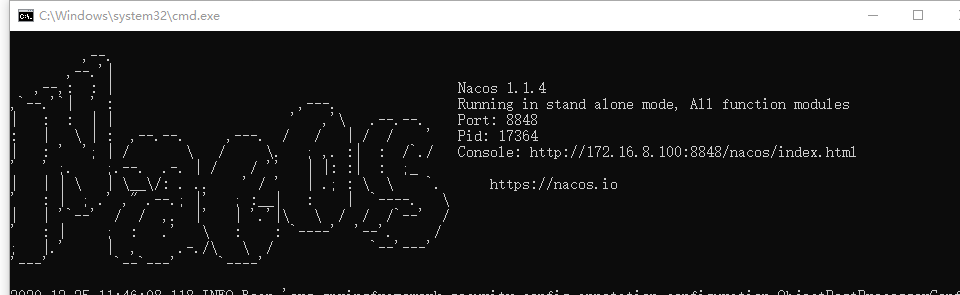 C:\Windows\system32\cmd.exe
Nacos 1.1.4
Running in stand alone mode, All function modules
Port: 8848
Pid: 17364
Console: http://172.16.8.100:8848/nacos/index.html
https://nacos.io